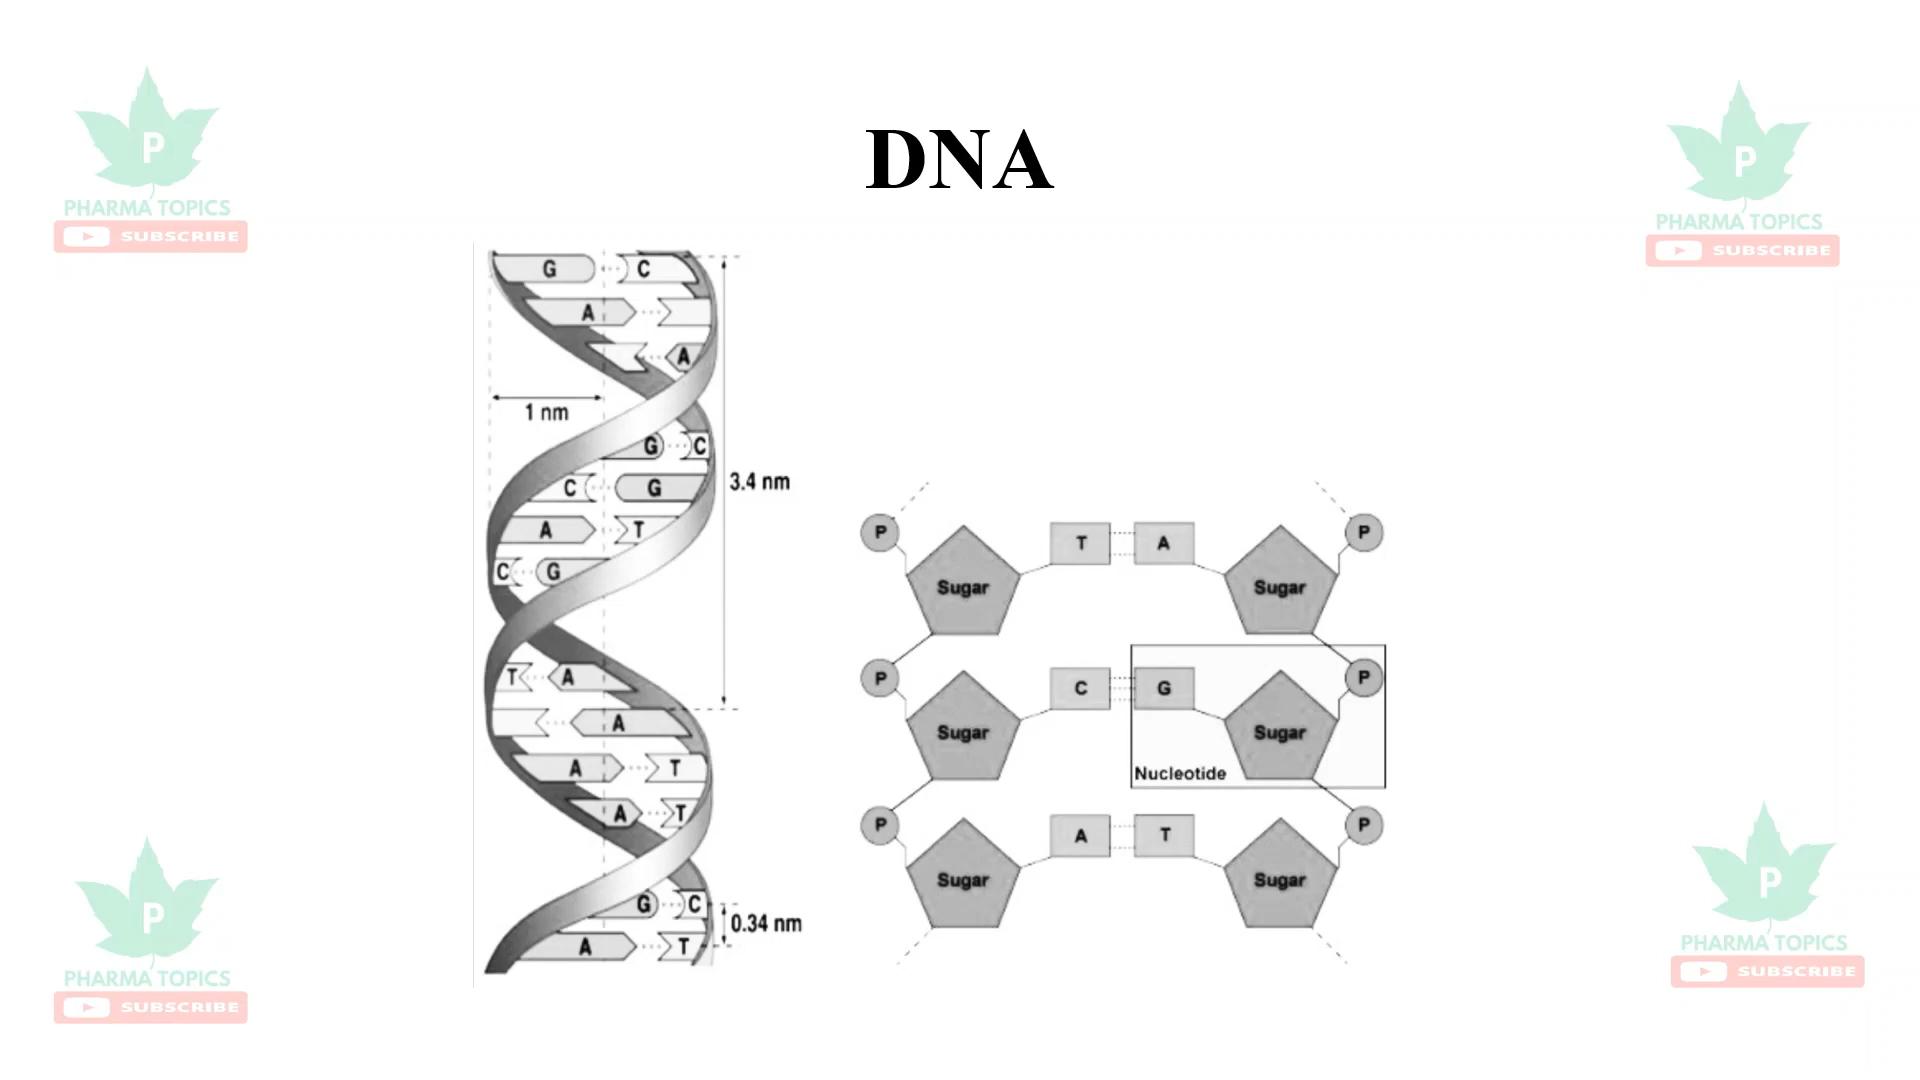 DNA
P
PHARMA TOPICS
SUBSCRIBE
P
PHARMA TOPICS
SUBSCRIBE
G C
A
A
1 nm
G C
C G
A T
C G
3.4 nm
T A
A
A T
A T
G C
A T
0.34 nm
P T A P
Sugar Sugar
P C G P
Sugar Sugar
Nucleotide
P A T P
Sugar Sugar
P
PHARMA TOPICS
SUBSCRIBE
P
PHARMA TOPICS
SUBSCRIBE